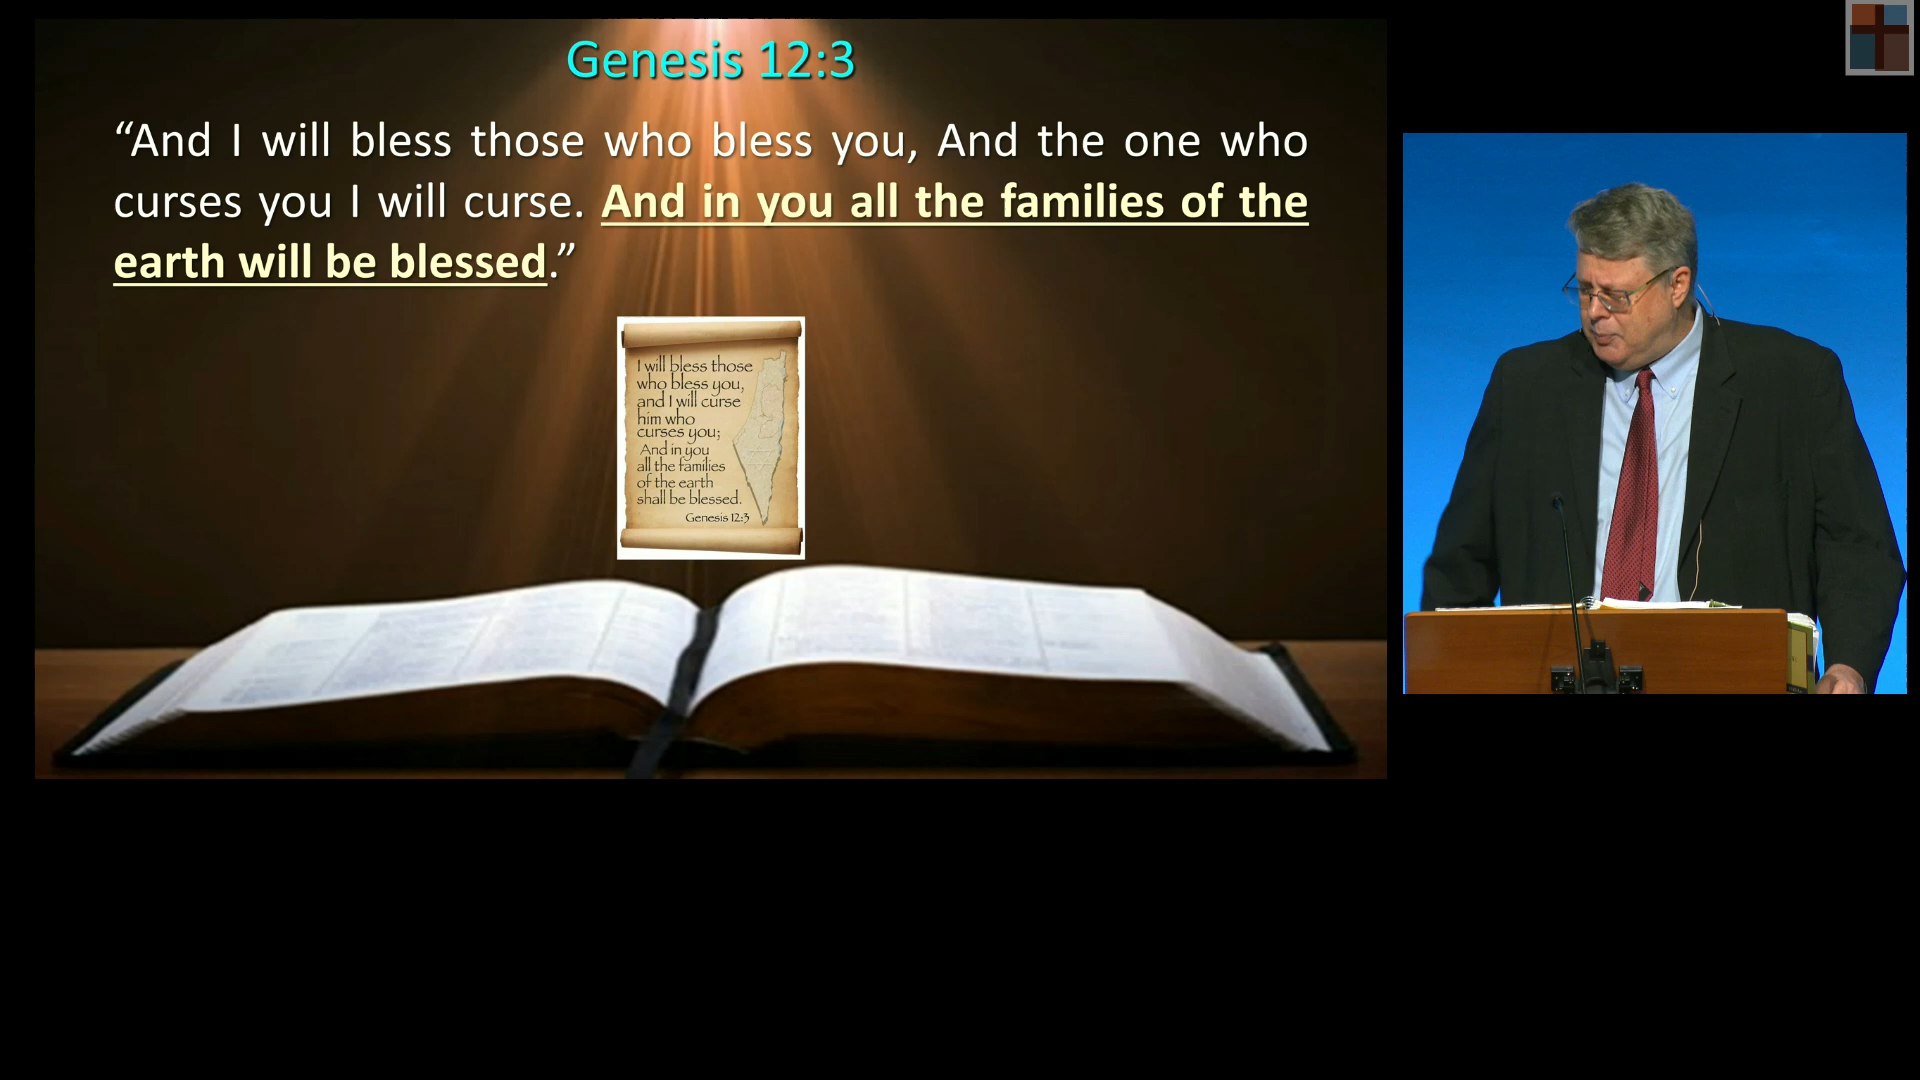 Genesis 12:3
“And I will bless those who bless you, And the one who
curses you I will curse. And in you all the families of the
earth will be blessed.”
I will bless those
who bless you,
and I will curse
him who
curses you;
And in you
all the families
of the earth
shall be blessed.
Genesis 12:3